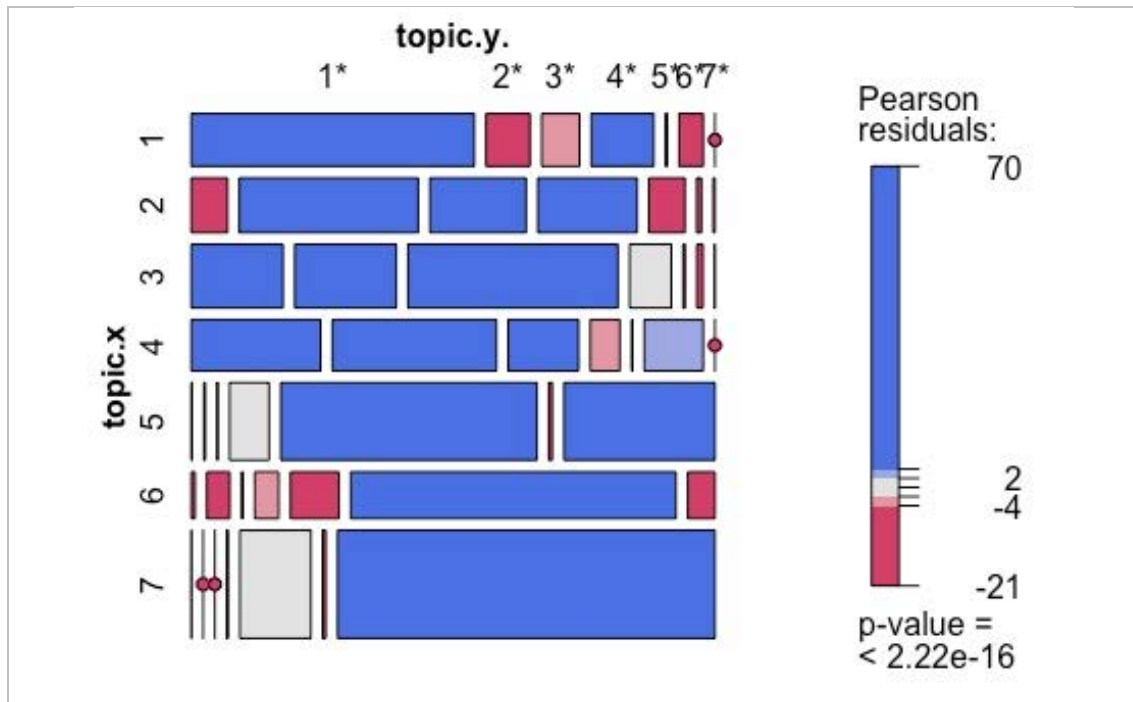 topic.y.
1* 2* 3* 4* 5* 6* 7*
topic.x
1
2
3
4
5
6
7
Pearson
residuals:
70
2
-4
-21
p-value =
< 2.22e-16